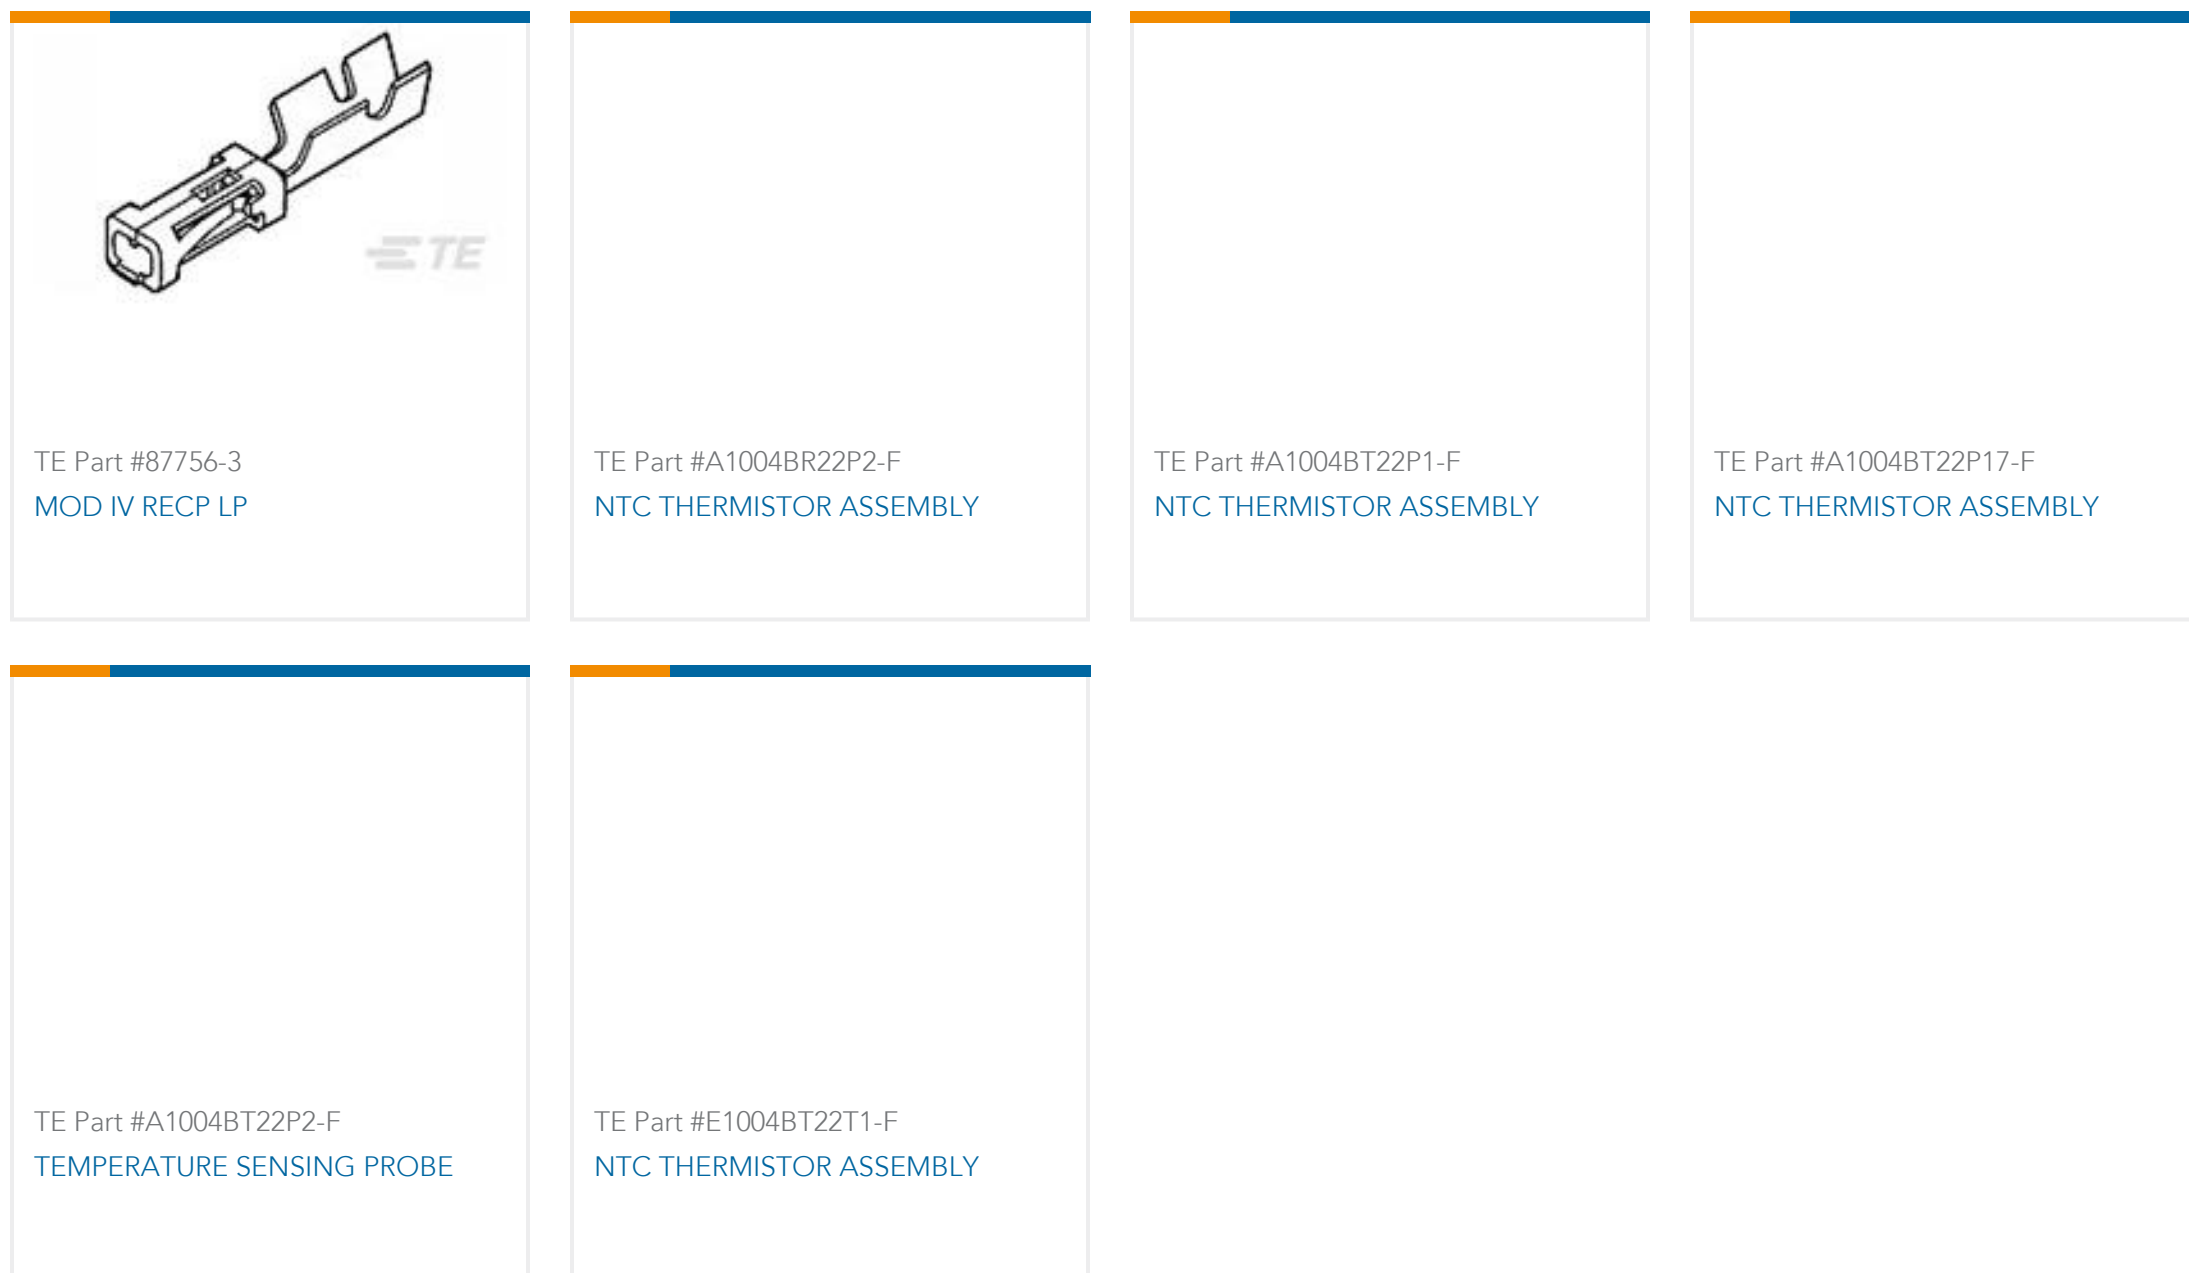 TE
TE Part #87756-3
MOD IV RECP LP
TE Part #A1004BR22P2-F
NTC THERMISTOR ASSEMBLY
TE Part #A1004BT22P1-F
NTC THERMISTOR ASSEMBLY
TE Part #A1004BT22P17-F
NTC THERMISTOR ASSEMBLY
TE Part #A1004BT22P2-F
TEMPERATURE SENSING PROBE
TE Part #E1004BT22T1-F
NTC THERMISTOR ASSEMBLY